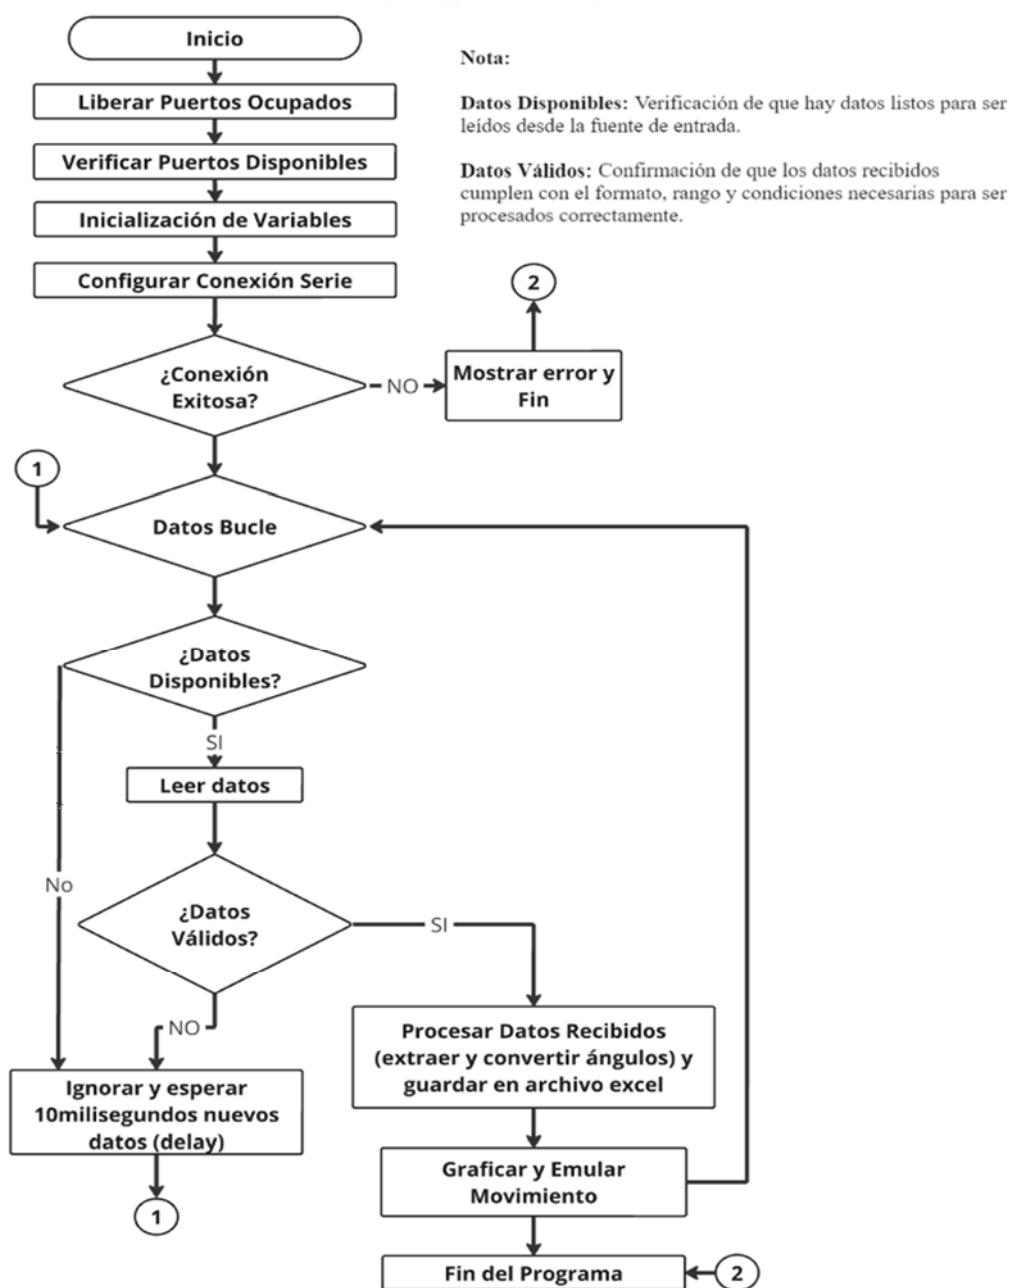 Inicio
Liberar Puertos Ocupados
Verificar Puertos Disponibles
Inicialización de Variables
Configurar Conexión Serie
Nota:
Datos Disponibles: Verificación de que hay datos listos para ser
leídos desde la fuente de entrada.
Datos Válidos: Confirmación de que los datos recibidos
cumplen con el formato, rango y condiciones necesarias para ser
procesados correctamente.
2
¿Conexión
Exitosa?
NO
Mostrar error y
Fin
1
Datos Bucle
¿Datos
Disponibles?
SI
Leer datos
No
¿Datos
Válidos?
SI
NO
Procesar Datos Recibidos
(extraer y convertir ángulos) y
guardar en archivo excel
Ignorar y esperar
10milisegundos nuevos
datos (delay)
Graficar y Emular
Movimiento
1
Fin del Programa
2